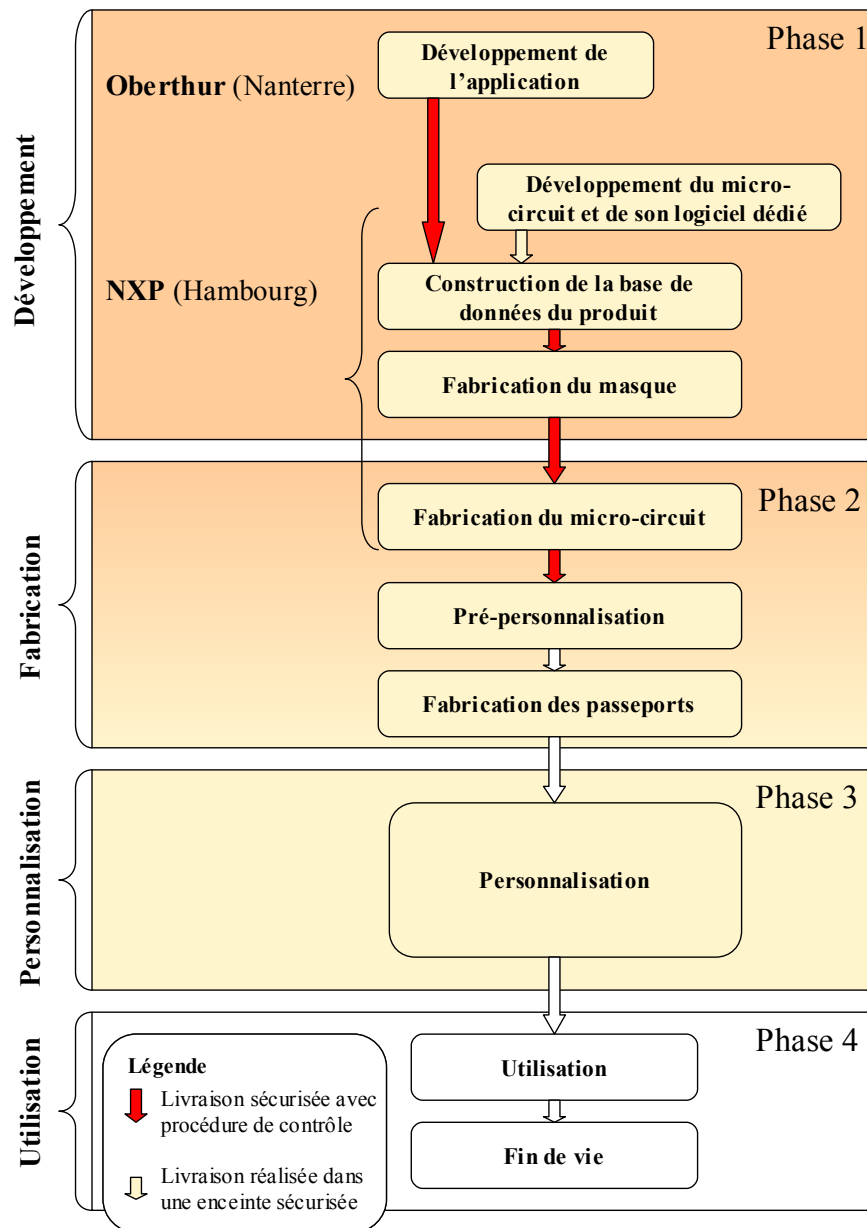 Phase 1
Développement de
l’application
Oberthur (Nanterre)
Développement du micro-
circuit et de son logiciel dédié
Développement
NXP (Hambourg)
Construction de la base de
données du produit
Fabrication du masque
Phase 2
Fabrication du micro-circuit
Fabrication
Pré-personnalisation
Fabrication des passeports
Phase 3
Personnalisation
Personnalisation
Phase 4
Utilisation
Utilisation
Fin de vie
Légende
Livraison sécurisée avec
procédure de contrôle
Livraison réalisée dans
une enceinte sécurisée